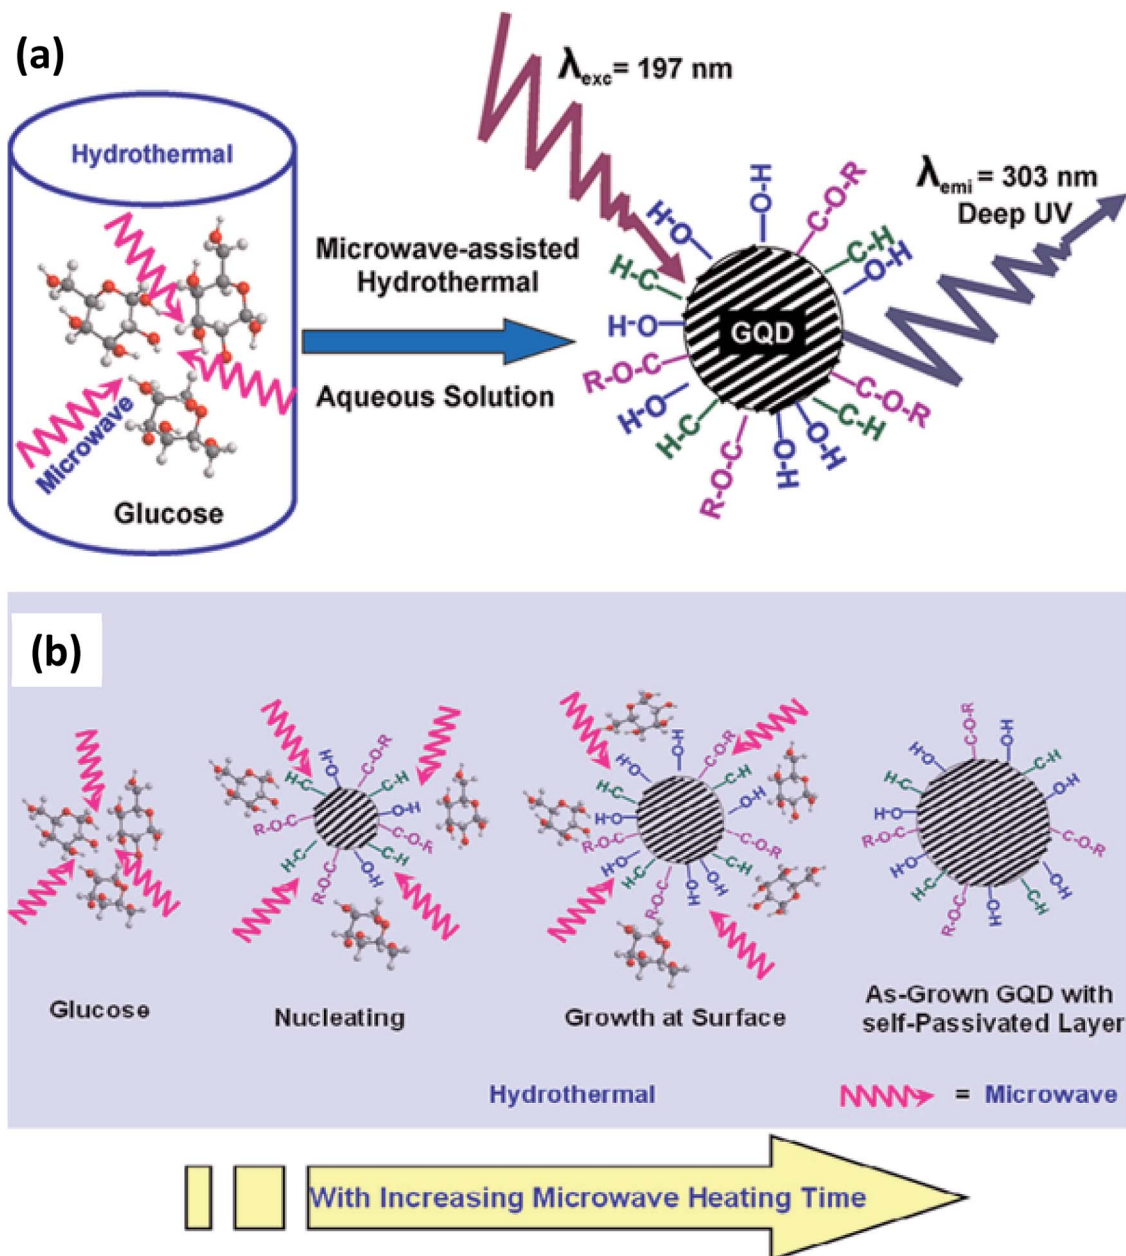 (a)
λexc = 197 nm
Hydrothermal
λemi = 303 nm
Deep UV
Microwave-assisted
Hydrothermal
Aqueous Solution
Microwave
Glucose
GQD
O-H
C-O-R
C-H
O-H
C-O-R
C-H
O-H
O-H
R-O-C
H-C
H-O
R-O-C
H-O
H-C
H-O
(b)
H-O
C-O-R
C-H
O-H
C-O-R
C-H
O-H
R-O-C
H-C
R-O-C
H-C
O-H
C-O-R
C-H
O-H
C-O-R
C-H
O-H
O-H
R-O-C
H-C
H-O
R-O-C
H-O
H-C
H-O
C-O-R
O-H
C-H
O-H
C-O-R
O-H
C-H
O-H
R-O-C
H-C
H-O
R-O-C
H-O
H-C
H-O
Glucose
Nucleating
Growth at Surface
As-Grown GQD with
self-Passivated Layer
Hydrothermal
= Microwave
With Increasing Microwave Heating Time